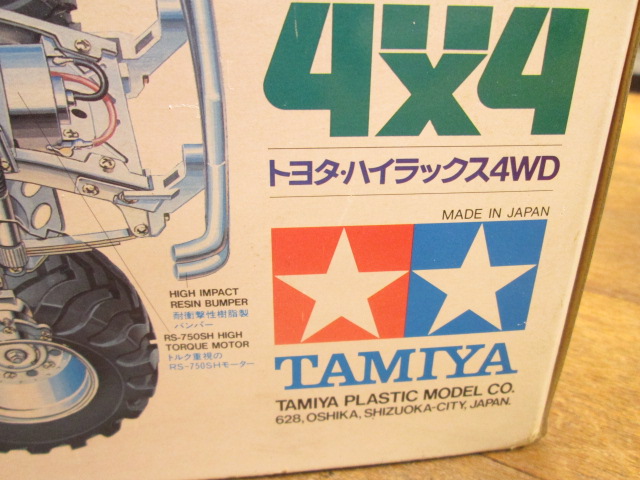 4x4
トヨタ・ハイラックス4WD
MADE IN JAPAN
HIGH IMPACT
RESIN BUMPER
耐衝撃性樹脂製
バンパー
RS-750SH HIGH
TORQUE MOTOR
トルク重視の
RS-750SHモーター
TAMIYA
TAMIYA PLASTIC MODEL CO.
628, OSHIKA, SHIZUOKA-CITY, JAPAN.